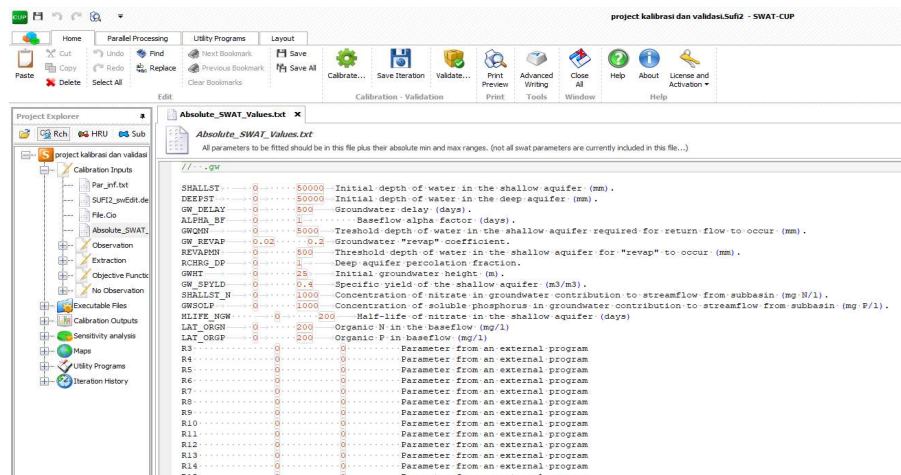 project kalibrasi dan validasi.Sufi2 - SWAT-CUP
Home Parallel Processing Utility Programs Layout
Paste
Cut
Copy
Delete
Undo
Redo
Select All
Find
Replace
Next Bookmark
Previous Bookmark
Clear Bookmarks
Save
Save All
Edit
Calibrate...
Save Iteration
Validate...
Calibration - Validation
Print Preview
Print
Advanced Writing
Tools
Close All
Window
Help
About
License and Activation
Help
Project Explorer
Rch HRU Sub
project kalibrasi dan validasi
Calibration Inputs
Par_inf.txt
SUFI2_swEdit.de
File.Cio
Absolute_SWAT_
Observation
Extraction
Objective Functic
No Observation
Executable Files
Calibration Outputs
Sensitivity analysis
Maps
Utility Programs
Iteration History
Absolute_SWAT_Values.txt
Absolute_SWAT_Values.txt
All parameters to be fitted should be in this file plus their absolute min and max ranges. (not all swat parameters are currently included in this file...)
// .gw
SHALLST 0 50000 Initial depth of water in the shallow aquifer (mm).
DEEPST 0 50000 Initial depth of water in the deep aquifer (mm).
GW_DELAY 0 500 Groundwater delay (days).
ALPHA_BF 0 1 Baseflow alpha factor (days).
GWQMN 0 5000 Treshold depth of water in the shallow aquifer required for return flow to occur (mm).
GW_REVAP 0.02 0.2 Groundwater "revap" coefficient.
REVAPMN 0 500 Threshold depth of water in the shallow aquifer for "revap" to occur (mm).
RCHRG_DP 0 1 Deep aquifer percolation fraction.
GWHT 0 25 Initial groundwater height (m).
GW_SPYLD 0 0.4 Specific yield of the shallow aquifer (m3/m3).
SHALLST_N 0 1000 Concentration of nitrate in groundwater contribution to streamflow from subbasin (mg N/l).
GWSOLP 0 1000 Concentration of soluble phosphorus in groundwater contribution to streamflow from subbasin (mg P/l).
HLIFE_NGW 0 200 Half-life of nitrate in the shallow aquifer (days)
LAT_ORGN 0 200 Organic N in the baseflow (mg/l)
LAT_ORGP 0 200 Organic P in baseflow (mg/l)
R3 0 0 Parameter from an external program
R4 0 0 Parameter from an external program
R5 0 0 Parameter from an external program
R6 0 0 Parameter from an external program
R7 0 0 Parameter from an external program
R8 0 0 Parameter from an external program
R9 0 0 Parameter from an external program
R10 0 0 Parameter from an external program
R11 0 0 Parameter from an external program
R12 0 0 Parameter from an external program
R13 0 0 Parameter from an external program
R14 0 0 Parameter from an external program